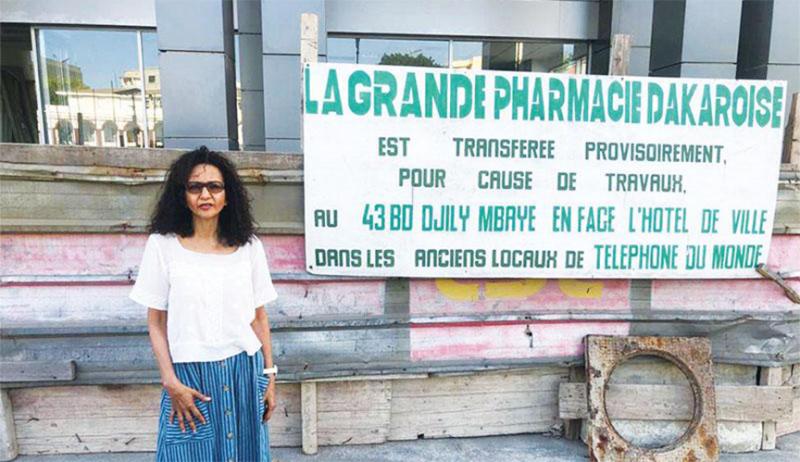 LA GRANDE PHARMACIE DAKAROISE
EST TRANSFEREE PROVISOIREMENT,
POUR CAUSE DE TRAVAUX,
AU 43 BD DJILY MBAYE EN FACE L'HOTEL DE VILLE
DANS LES ANCIENS LOCAUX DE TELEPHONE DU MONDE